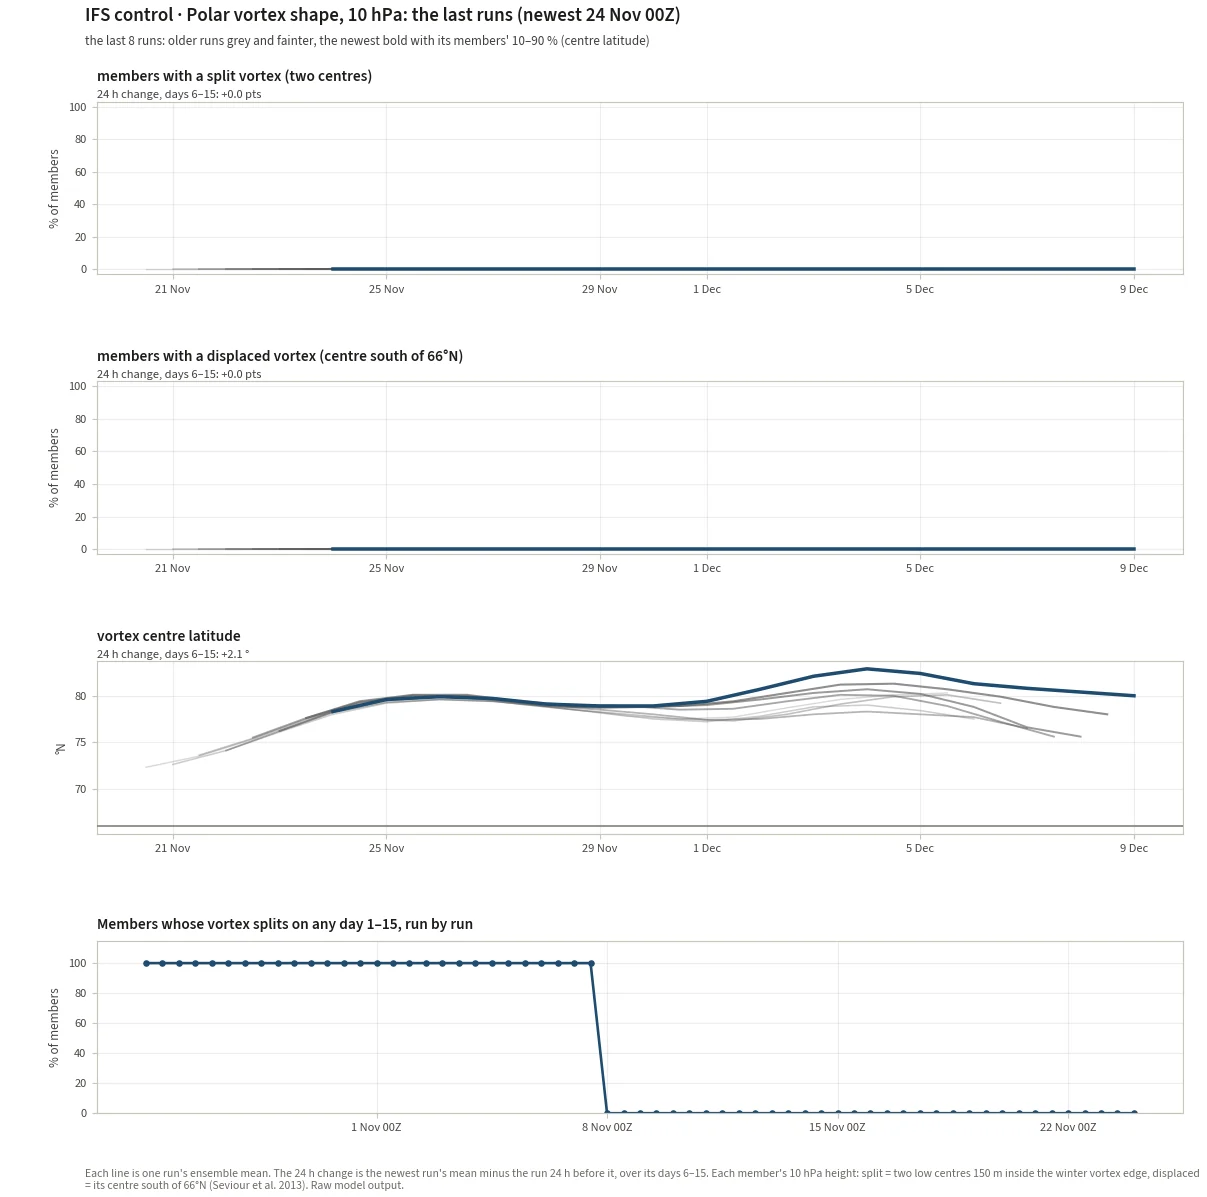 IFS control · Polar vortex shape, 10 hPa: the last runs (newest 24 Nov 00Z)
the last 8 runs: older runs grey and fainter, the newest bold with its members' 10–90 % (centre latitude)
members with a split vortex (two centres)
24 h change, days 6–15: +0.0 pts
100
80
60
40
20
0
% of members
21 Nov
25 Nov
29 Nov
1 Dec
5 Dec
9 Dec
members with a displaced vortex (centre south of 66°N)
24 h change, days 6–15: +0.0 pts
100
80
60
40
20
0
% of members
21 Nov
25 Nov
29 Nov
1 Dec
5 Dec
9 Dec
vortex centre latitude
24 h change, days 6–15: +2.1 °
80
75
70
°N
21 Nov
25 Nov
29 Nov
1 Dec
5 Dec
9 Dec
Members whose vortex splits on any day 1–15, run by run
100
80
60
40
20
0
% of members
1 Nov 00Z
8 Nov 00Z
15 Nov 00Z
22 Nov 00Z
Each line is one run's ensemble mean. The 24 h change is the newest run's mean minus the run 24 h before it, over its days 6–15. Each member's 10 hPa height: split = two low centres 150 m inside the winter vortex edge, displaced
= its centre south of 66°N (Seviour et al. 2013). Raw model output.